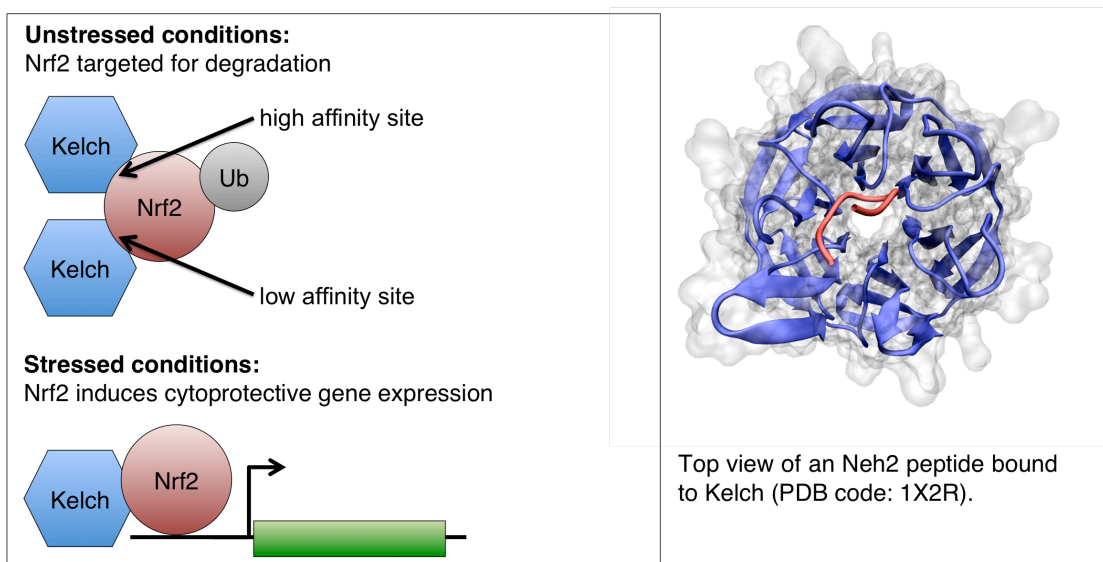 Unstressed conditions:
Nrf2 targeted for degradation
Kelch
high affinity site
Ub
Nrf2
Kelch
low affinity site
Stressed conditions:
Nrf2 induces cytoprotective gene expression
Nrf2
Kelch
Top view of an Neh2 peptide bound
to Kelch (PDB code: 1X2R).